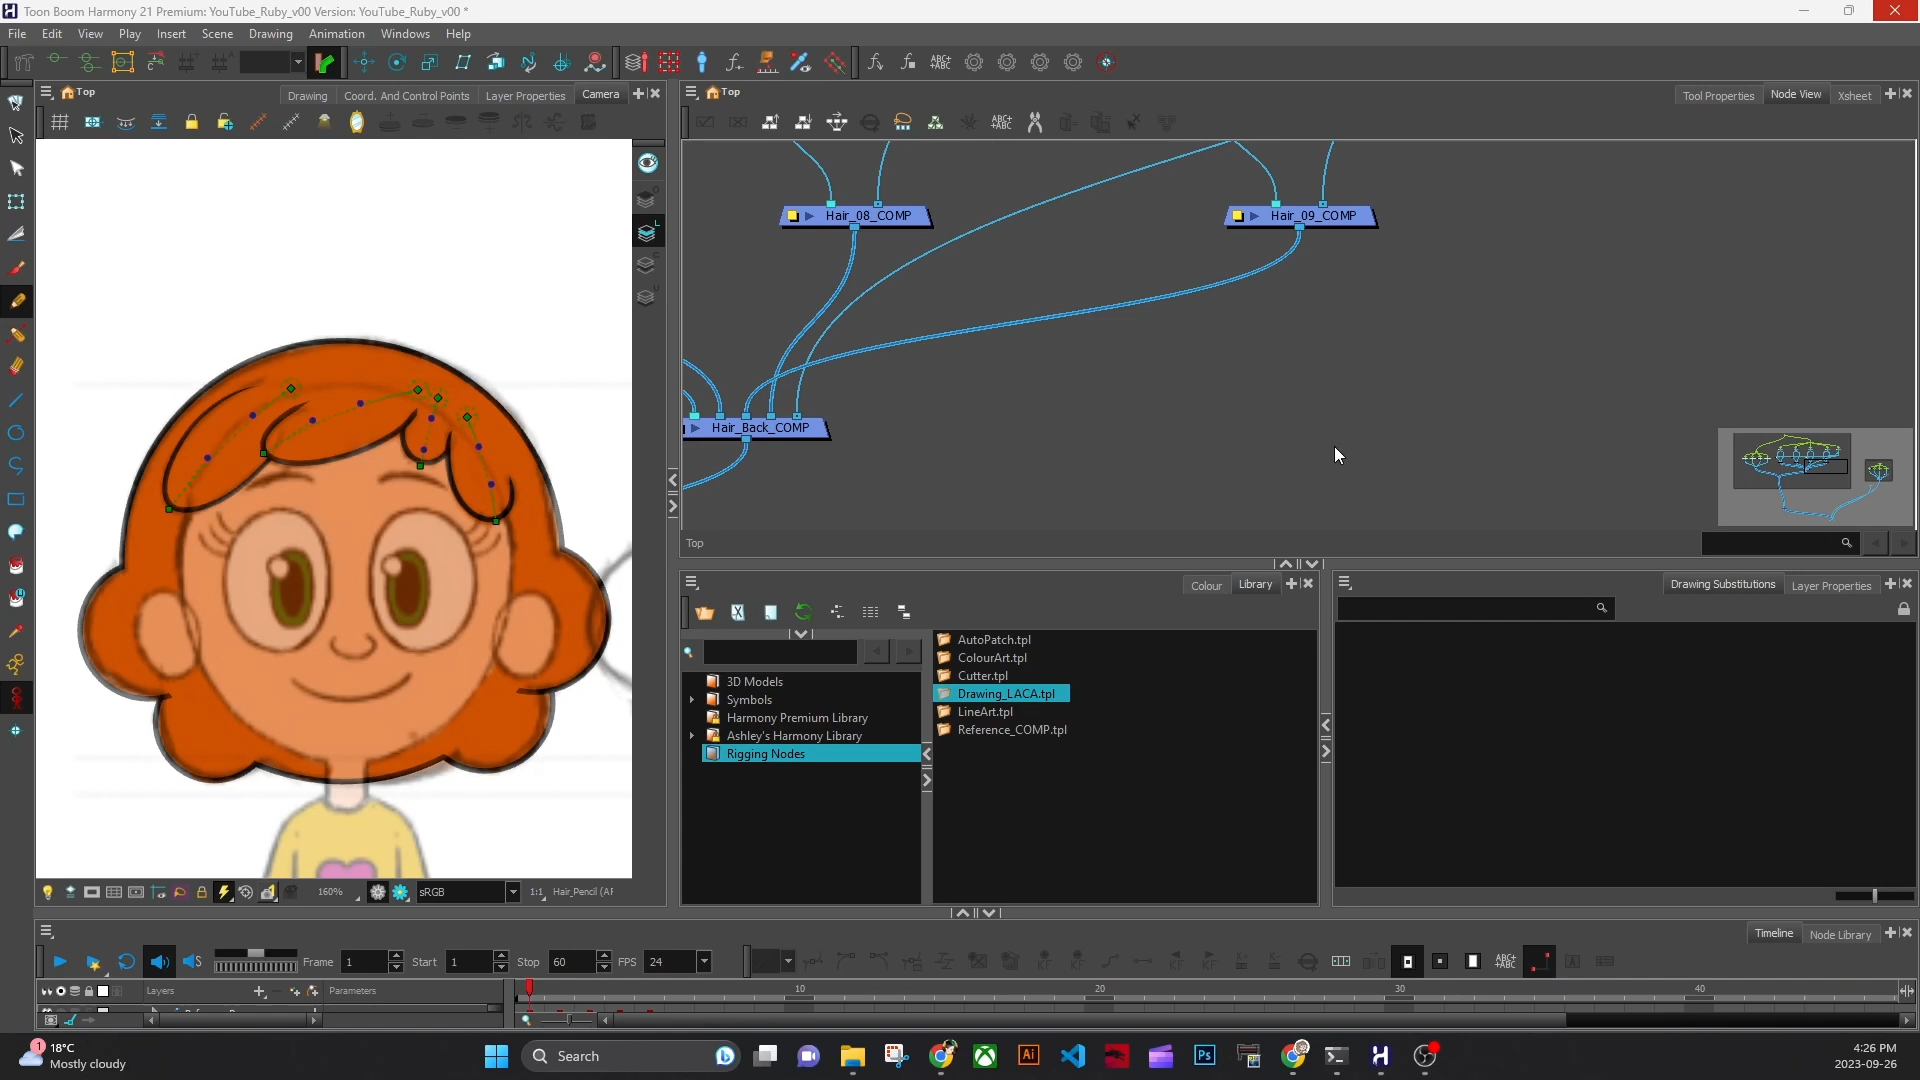 Toon Boom Harmony 21 Premium: YouTube_Ruby_v00 Version: YouTube_Ruby_v00 *
File Edit View Play Insert Scene Drawing Animation Windows Help
Top
Drawing Coord. And Control Points Layer Properties Camera
Top
Tool Properties Node View Xsheet
Hair_08_COMP
Hair_09_COMP
Hair_Back_COMP
Top
Colour Library
Drawing Substitutions Layer Properties
3D Models
Symbols
Harmony Premium Library
Ashley's Harmony Library
Rigging Nodes
AutoPatch.tpl
ColourArt.tpl
Cutter.tpl
Drawing_LACA.tpl
LineArt.tpl
Reference_COMP.tpl
160% sRGB 1:1 Hair_Pencil (AF
Timeline Node Library
Frame 1 Start 1 Stop 60 FPS 24
Layers Parameters
10 20 30 40
1
18°C
Mostly cloudy
Search
Ai
Ps
4:26 PM
2023-09-26